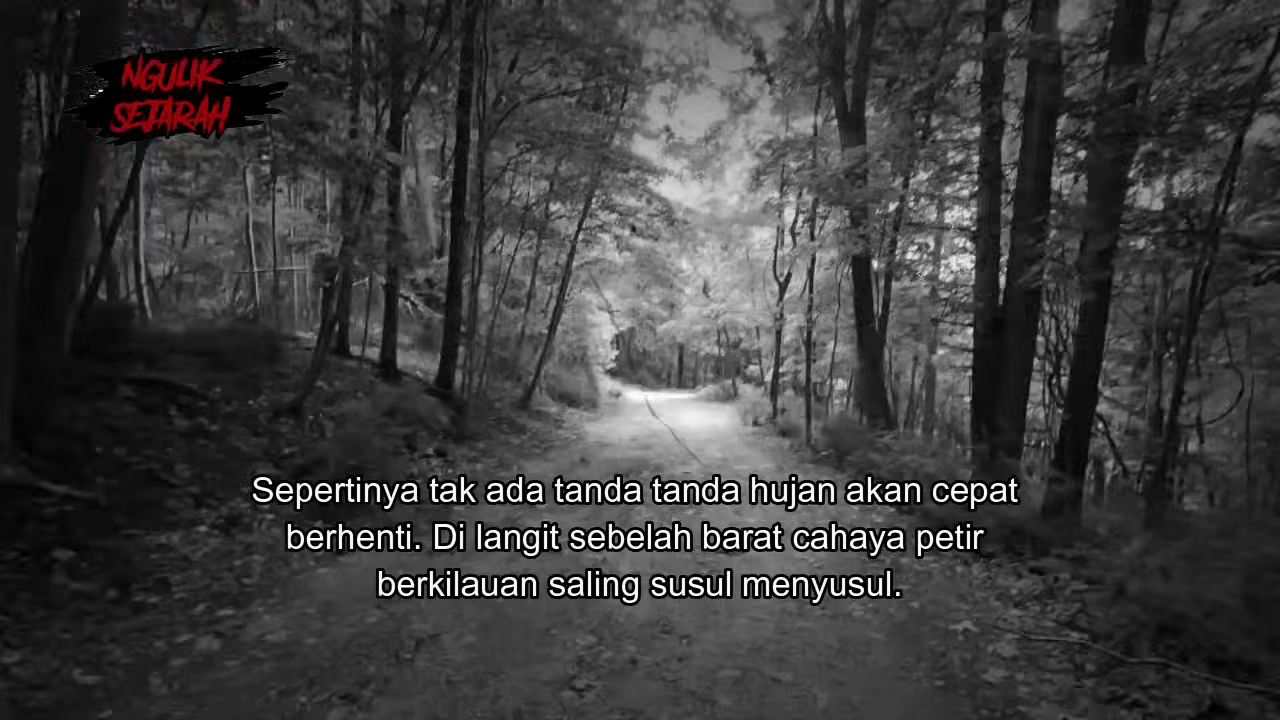 NGULIK
SEJARAH
Sepertinya tak ada tanda tanda hujan akan cepat
berhenti. Di langit sebelah barat cahaya petir
berkilauan saling susul menyusul.